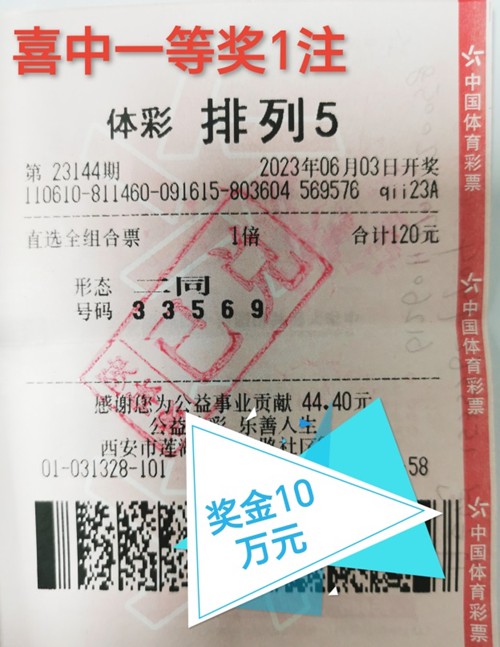 喜中一等奖1注
体彩 排列5
第 23144期 2023年06月03日开奖
110610-811460-091615-803604 569576 qii23A
直选全组合票 1倍 合计120元
形态 二同
号码 3 3 5 6 9
已兑
感谢您为公益事业贡献 44.40元
公益 彩 乐善人生
西安市莲湖 社区
01-031328-101 58
奖金10
万元
中国体育彩票
中国体育彩票
中国体育彩票